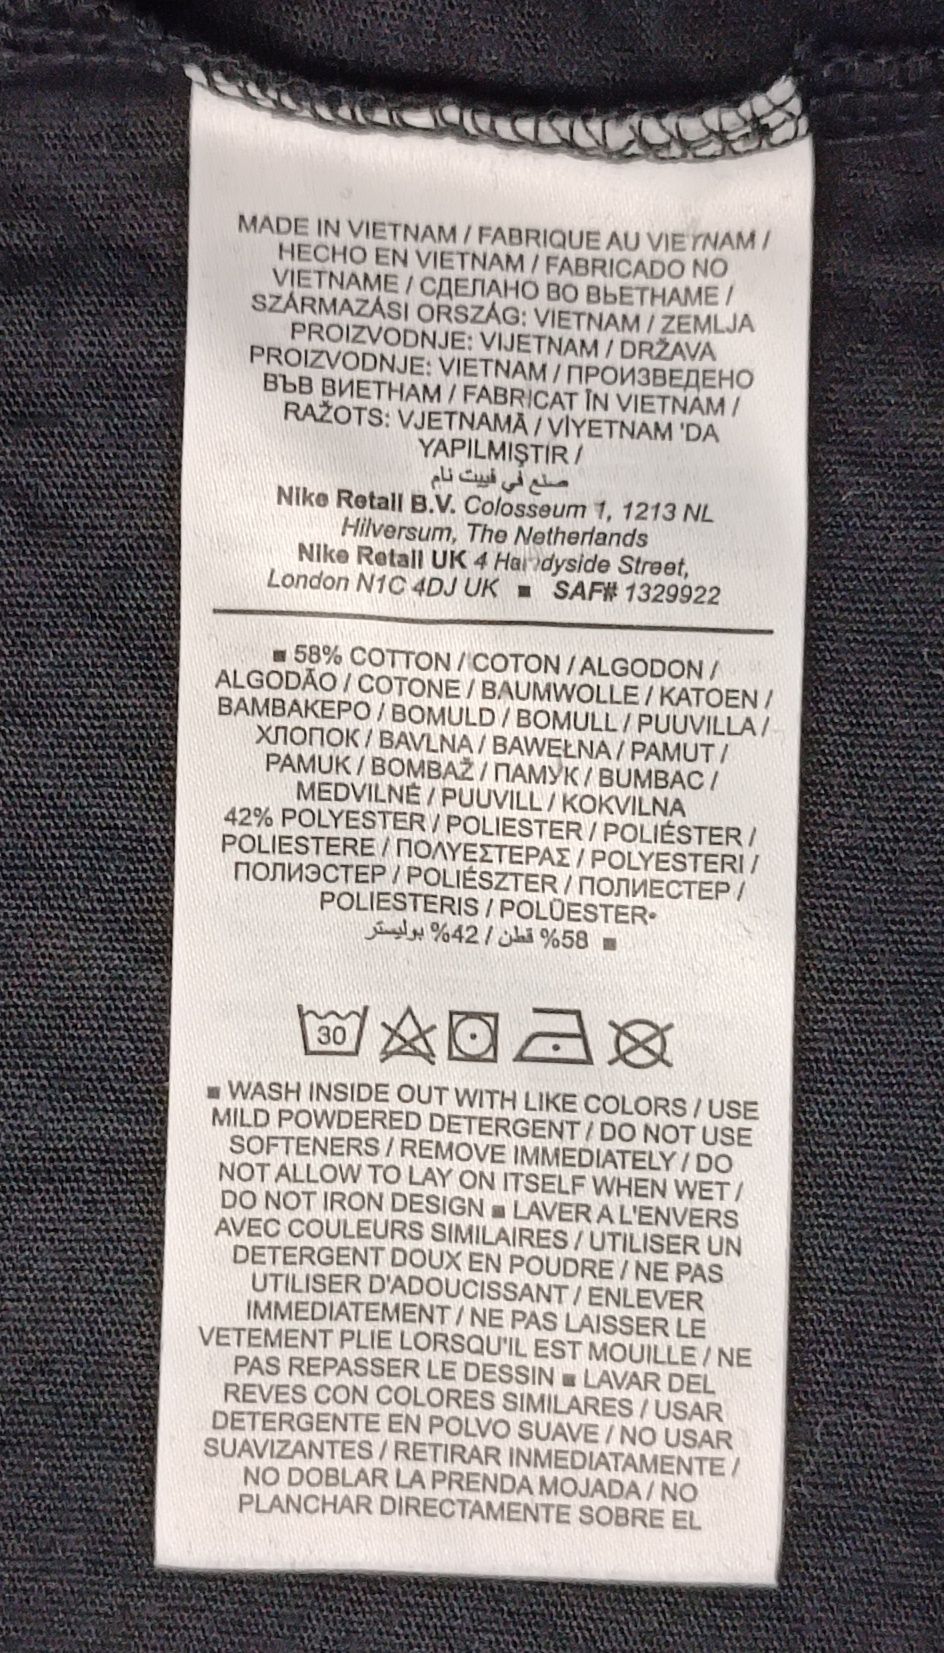 MADE IN VIETNAM / FABRIQUE AU VIETNAM /
HECHO EN VIETNAM / FABRICADO NO
VIETNAME / СДЕЛАНО ВО ВЬЕТНАМЕ /
SZÁRMAZÁSI ORSZÁG: VIETNAM / ZEMLJA
PROIZVODNJE: VIJETNAM / DRŽAVA
PROIZVODNJE: VIETNAM / ПРОИЗВЕДЕНО
ВЪВ ВИЕТНАМ / FABRICAT ÎN VIETNAM /
RAŽOTS: VJETNAMĀ / VİYETNAM 'DA
YAPILMIŞTIR /
صنع في فييت نام
Nike Retail B.V. Colosseum 1, 1213 NL
Hilversum, The Netherlands
Nike Retail UK 4 Handyside Street,
London N1C 4DJ UK ■ SAF# 1329922
■ 58% COTTON / COTON / ALGODON /
ALGODÃO / COTONE / BAUMWOLLE / KATOEN /
ΒΑΜΒΑΚΕΡΟ / BOMULD / BOMULL / PUUVILLA /
ХЛОПОК / BAVLNA / BAWEŁNA / PAMUT /
PAMUK / BOMBAŽ / ПАМУК / BUMBAC /
MEDVILNĖ / PUUVILL / KOKVILNA
42% POLYESTER / POLIESTER / POLIÉSTER /
POLIESTERE / ΠΟΛΥΕΣΤΕΡΑΣ / POLYESTERI /
ПОЛИЭСТЕР / POLIÉSZTER / ПОЛИЕСТЕР /
POLIESTERIS / POLÜESTER•
■ 58% قطن / 42% بوليستر
30
■ WASH INSIDE OUT WITH LIKE COLORS / USE
MILD POWDERED DETERGENT / DO NOT USE
SOFTENERS / REMOVE IMMEDIATELY / DO
NOT ALLOW TO LAY ON ITSELF WHEN WET /
DO NOT IRON DESIGN ■ LAVER A L'ENVERS
AVEC COULEURS SIMILAIRES / UTILISER UN
DETERGENT DOUX EN POUDRE / NE PAS
UTILISER D'ADOUCISSANT / ENLEVER
IMMEDIATEMENT / NE PAS LAISSER LE
VETEMENT PLIE LORSQU'IL EST MOUILLE / NE
PAS REPASSER LE DESSIN ■ LAVAR DEL
REVES CON COLORES SIMILARES / USAR
DETERGENTE EN POLVO SUAVE / NO USAR
SUAVIZANTES / RETIRAR INMEDIATAMENTE /
NO DOBLAR LA PRENDA MOJADA / NO
PLANCHAR DIRECTAMENTE SOBRE EL